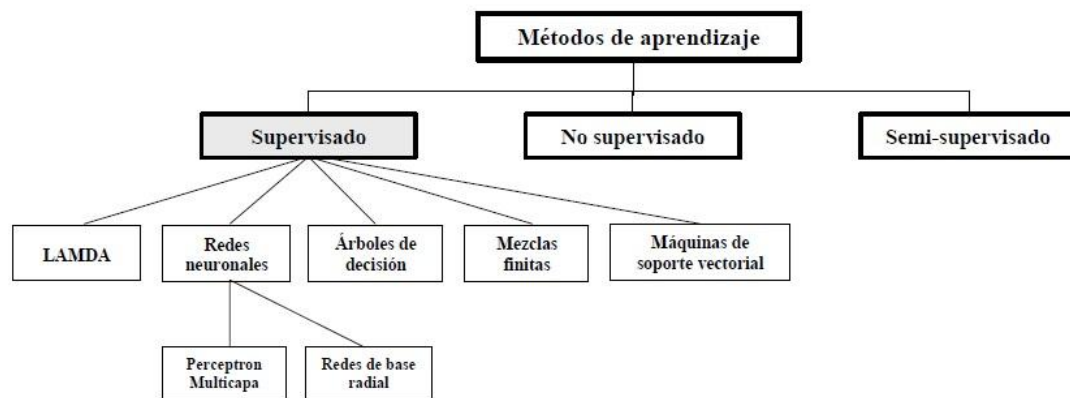 Métodos de aprendizaje
Supervisado
No supervisado
Semi-supervisado
LAMDA
Redes
neuronales
Árboles de
decisión
Mezclas
finitas
Máquinas de
soporte vectorial
Perceptron
Multicapa
Redes de base
radial